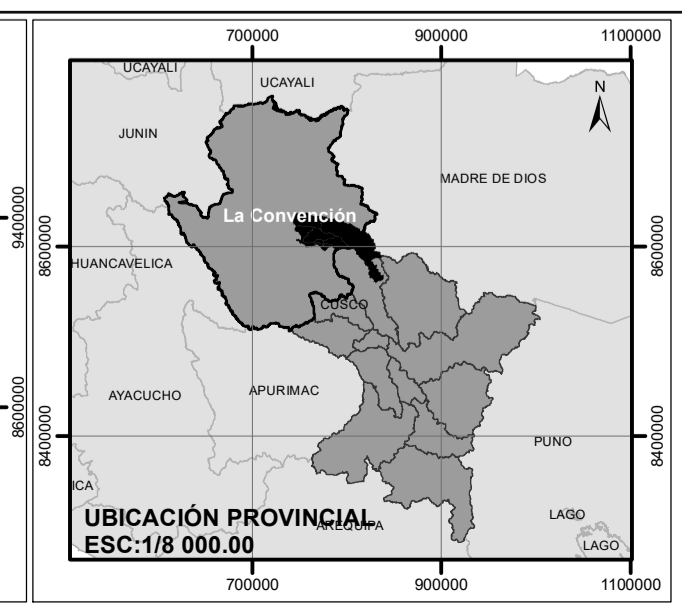 700000 900000 1100000
UCAYALI
UCAYALI
N
JUNIN
MADRE DE DIOS
9400000
La Convención
8600000
8600000
HUANCAVELICA
CUSCO
AYACUCHO
APURIMAC
8600000
8400000
8400000
PUNO
ICA
UBICACIÓN PROVINCIAL
AREQUIPA
LAGO
ESC:1/8 000.00
LAGO
700000 900000 1100000